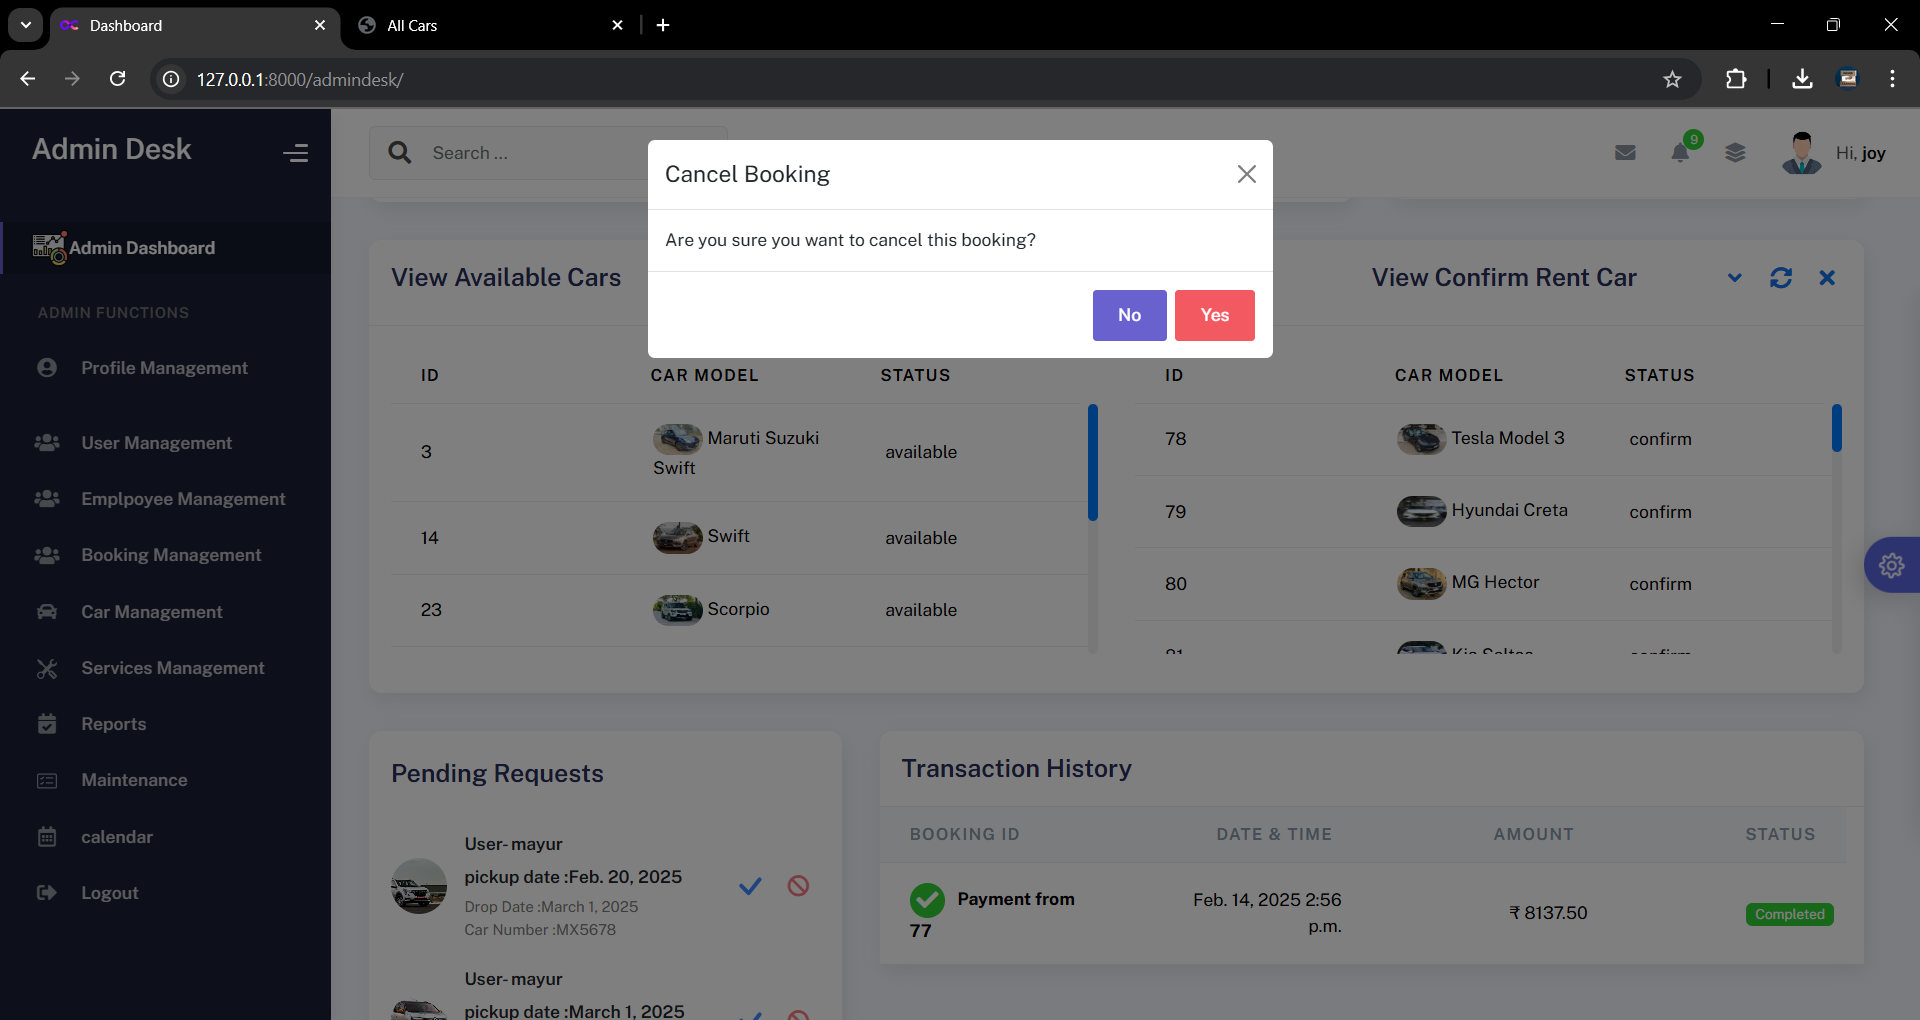 Dashboard
All Cars
127.0.0.1:8000/admindesk/
Admin Desk
Search ...
9
Hi, joy
Cancel Booking
Are you sure you want to cancel this booking?
No
Yes
Admin Dashboard
ADMIN FUNCTIONS
Profile Management
User Management
Emplpoyee Management
Booking Management
Car Management
Services Management
Reports
Maintenance
calendar
Logout
View Available Cars
ID CAR MODEL STATUS
3 Maruti Suzuki Swift available
14 Swift available
23 Scorpio available
View Confirm Rent Car
ID CAR MODEL STATUS
78 Tesla Model 3 confirm
79 Hyundai Creta confirm
80 MG Hector confirm
81 Kia Seltos confirm
Pending Requests
User- mayur
pickup date :Feb. 20, 2025
Drop Date :March 1, 2025
Car Number :MX5678
User- mayur
pickup date :March 1, 2025
Transaction History
BOOKING ID DATE & TIME AMOUNT STATUS
Payment from
77
Feb. 14, 2025 2:56
p.m.
₹ 8137.50
Completed